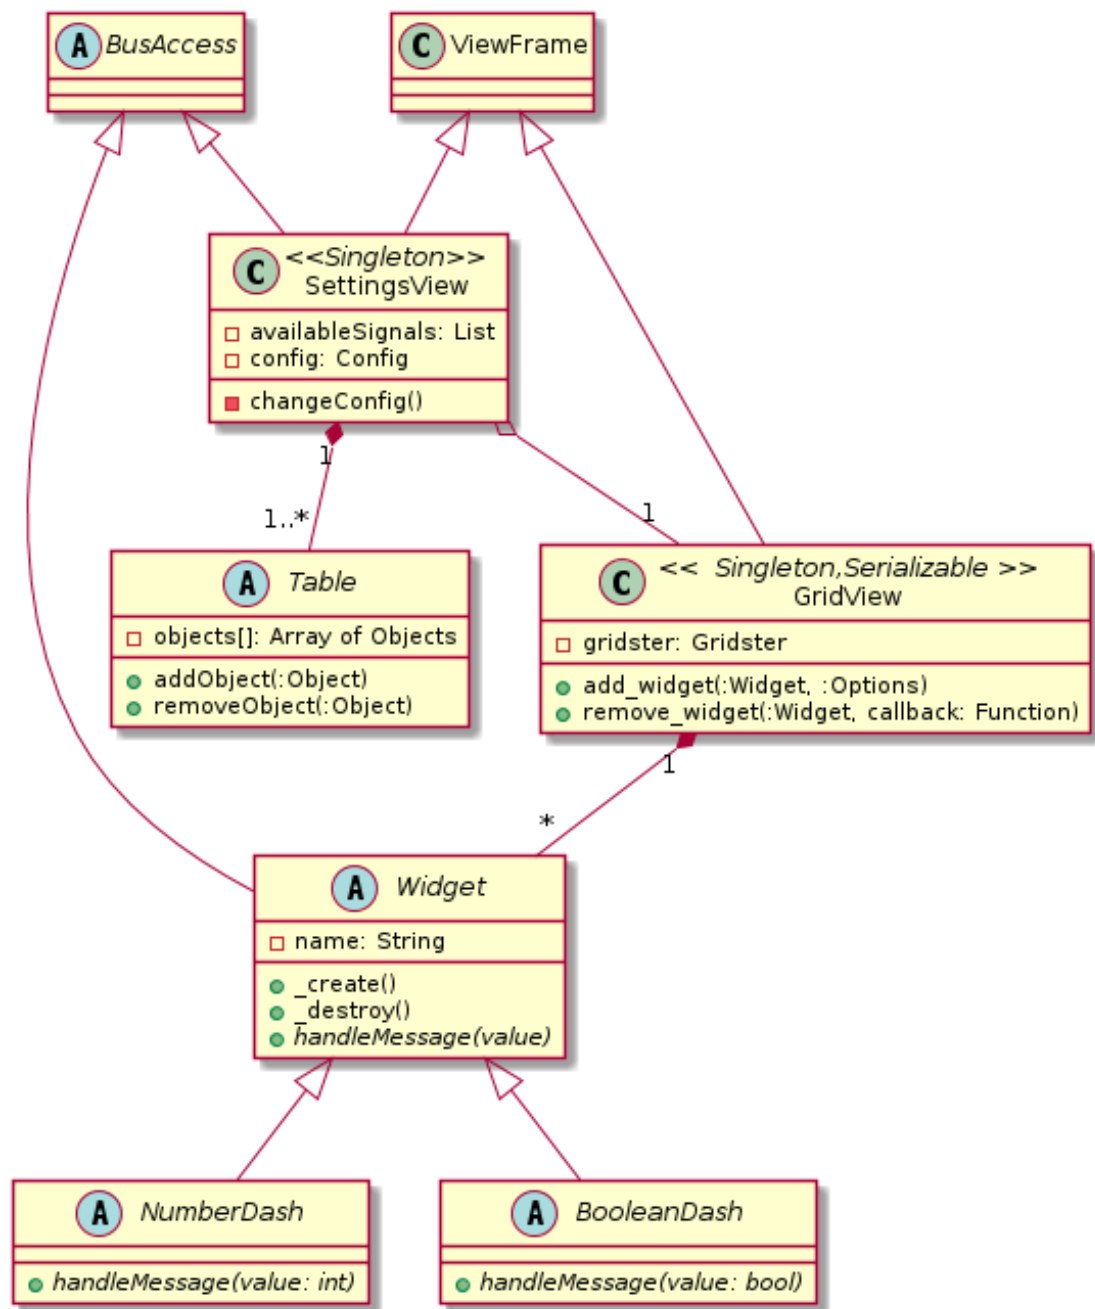 A BusAccess
C ViewFrame
C <<Singleton>>
SettingsView
availableSignals: List
config: Config
changeConfig()
1
1..*
1
A Table
objects[]: Array of Objects
addObject(:Object)
removeObject(:Object)
C << Singleton,Serializable >>
GridView
gridster: Gridster
add_widget(:Widget, :Options)
remove_widget(:Widget, callback: Function)
1
*
A Widget
name: String
_create()
_destroy()
handleMessage(value)
A NumberDash
handleMessage(value: int)
A BooleanDash
handleMessage(value: bool)